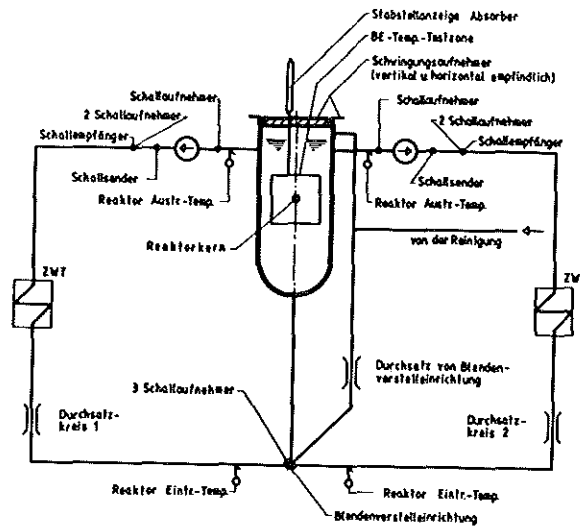 Stabstellanzeige Absorber
BE-Temp.-Testzone
Schwingungsaufnehmer
(vertikal u horizontal empfindlich)
Schallaufnehmer
2 Schallaufnehmer
Schallempfänger
Schallsender
Reaktor Austr.-Temp.
Schallaufnehmer
2 Schallaufnehmer
Schallempfänger
Schallsender
Reaktor Austr.-Temp.
Reaktorkern
von der Reinigung
ZWT
ZW
Durchsatz von Blenden-
verstelleinrichtung
3 Schallaufnehmer
Durchsatz-
kreis 1
Durchsatz-
kreis 2
Reaktor Eintr.-Temp.
Reaktor Eintr.-Temp.
Blendenverstelleinrichtung